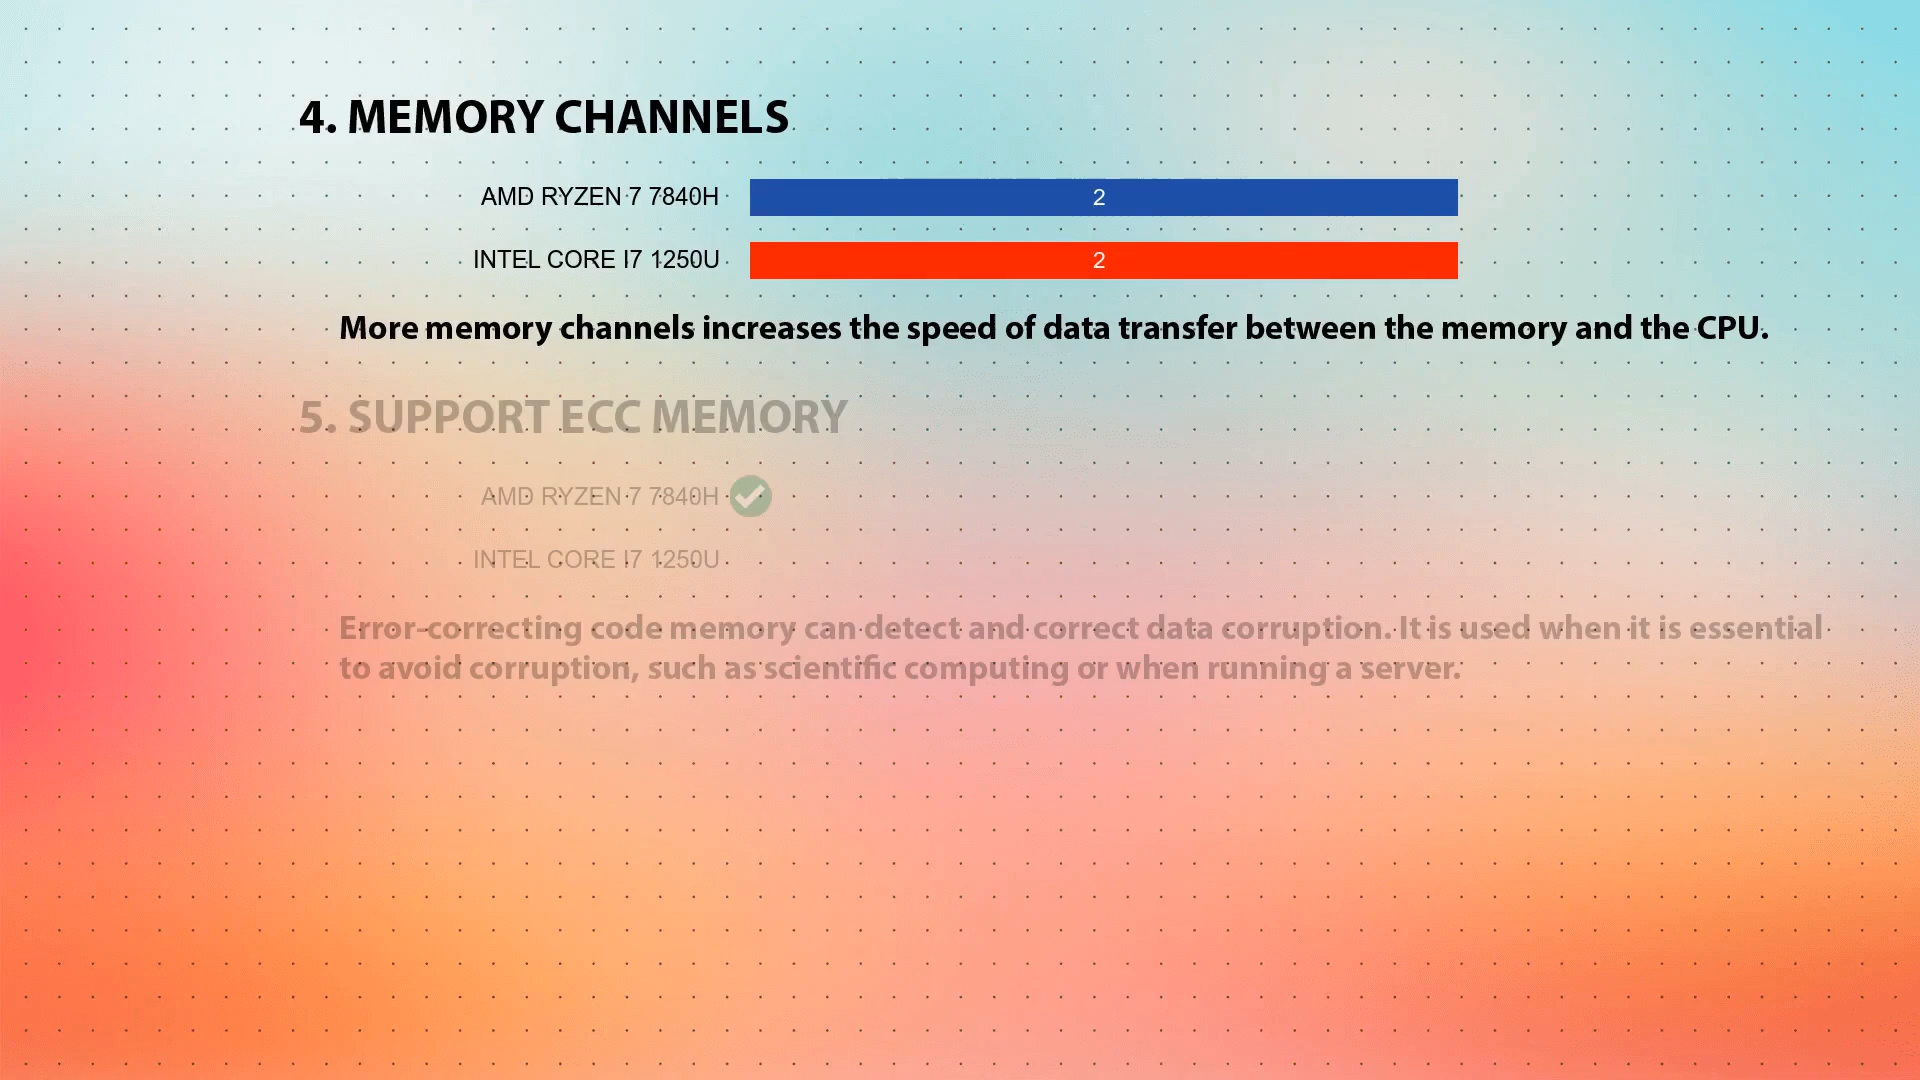 4. MEMORY CHANNELS
AMD RYZEN 7 7840H
2
INTEL CORE I7 1250U
2
More memory channels increases the speed of data transfer between the memory and the CPU.
5. SUPPORT ECC MEMORY
AMD RYZEN 7 7840H
INTEL CORE I7 1250U
Error-correcting code memory can detect and correct data corruption. It is used when it is essential
to avoid corruption, such as scientific computing or when running a server.